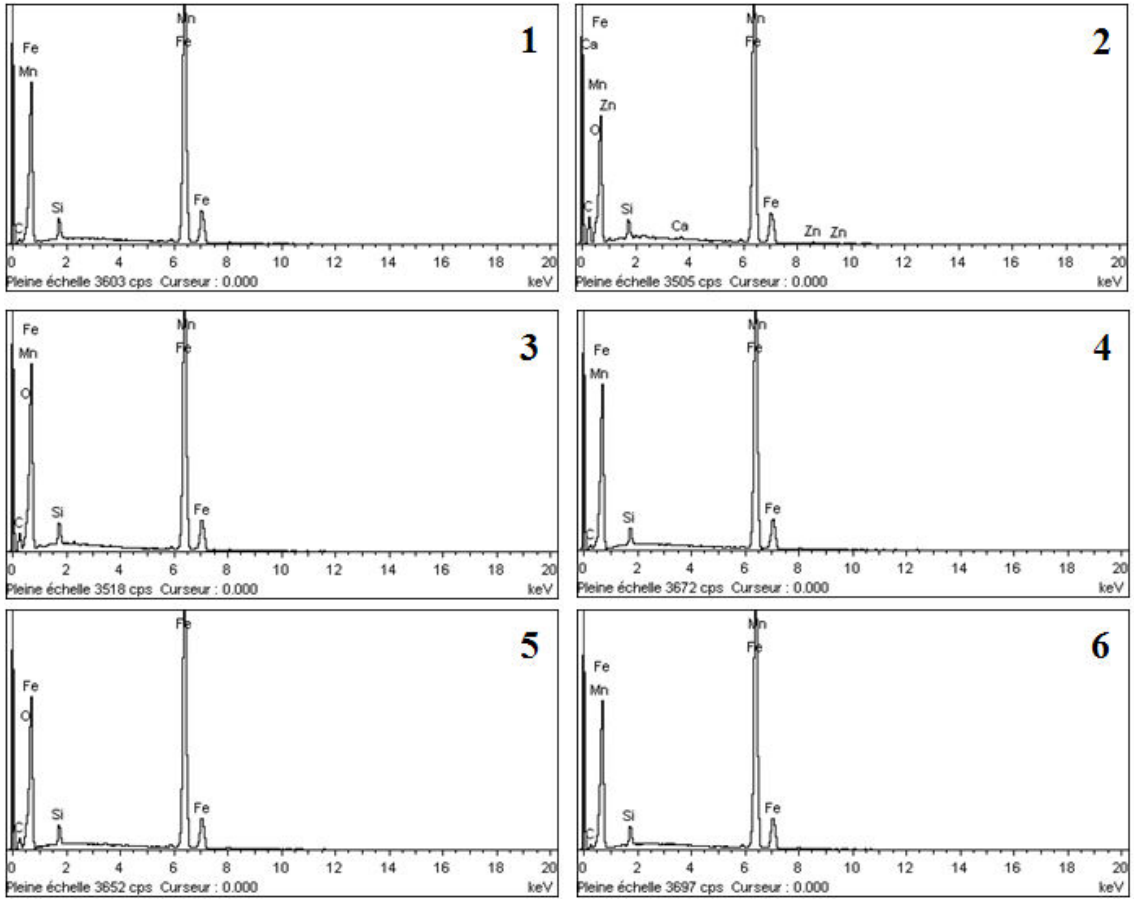 1
Mn
Fe
Fe
Mn
Fe
Si
C
0 2 4 6 8 10 12 14 16 18 20
Pleine échelle 3603 cps Curseur : 0.000 keV
2
Fe
Mn
Ca
Fe
Mn
Zn
O
C
Si
Fe
Ca
Zn
Zn
0 2 4 6 8 10 12 14 16 18 20
Pleine échelle 3505 cps Curseur : 0.000 keV
3
Mn
Fe
Fe
Mn
O
Fe
Si
C
0 2 4 6 8 10 12 14 16 18 20
Pleine échelle 3518 cps Curseur : 0.000 keV
4
Mn
Fe
Fe
Mn
Fe
Si
C
0 2 4 6 8 10 12 14 16 18 20
Pleine échelle 3672 cps Curseur : 0.000 keV
5
Fe
Fe
O
Fe
Si
C
0 2 4 6 8 10 12 14 16 18 20
Pleine échelle 3652 cps Curseur : 0.000 keV
6
Mn
Fe
Fe
Mn
Fe
Si
C
0 2 4 6 8 10 12 14 16 18 20
Pleine échelle 3697 cps Curseur : 0.000 keV